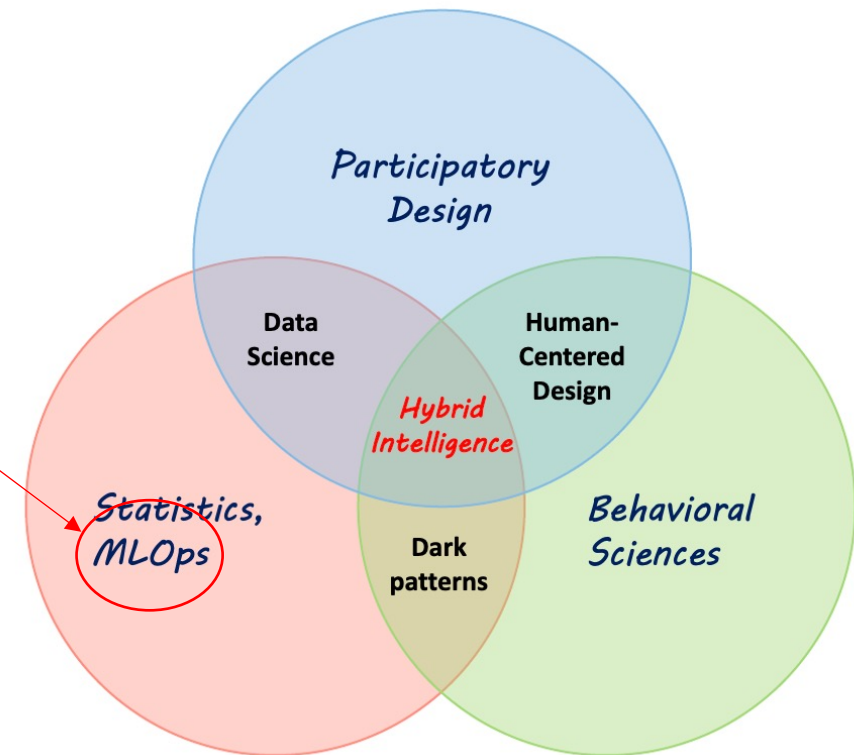 Participatory
Design
Data
Science
Human-
Centered
Design
Hybrid
Intelligence
Statistics,
MLOps
Behavioral
Sciences
Dark
patterns